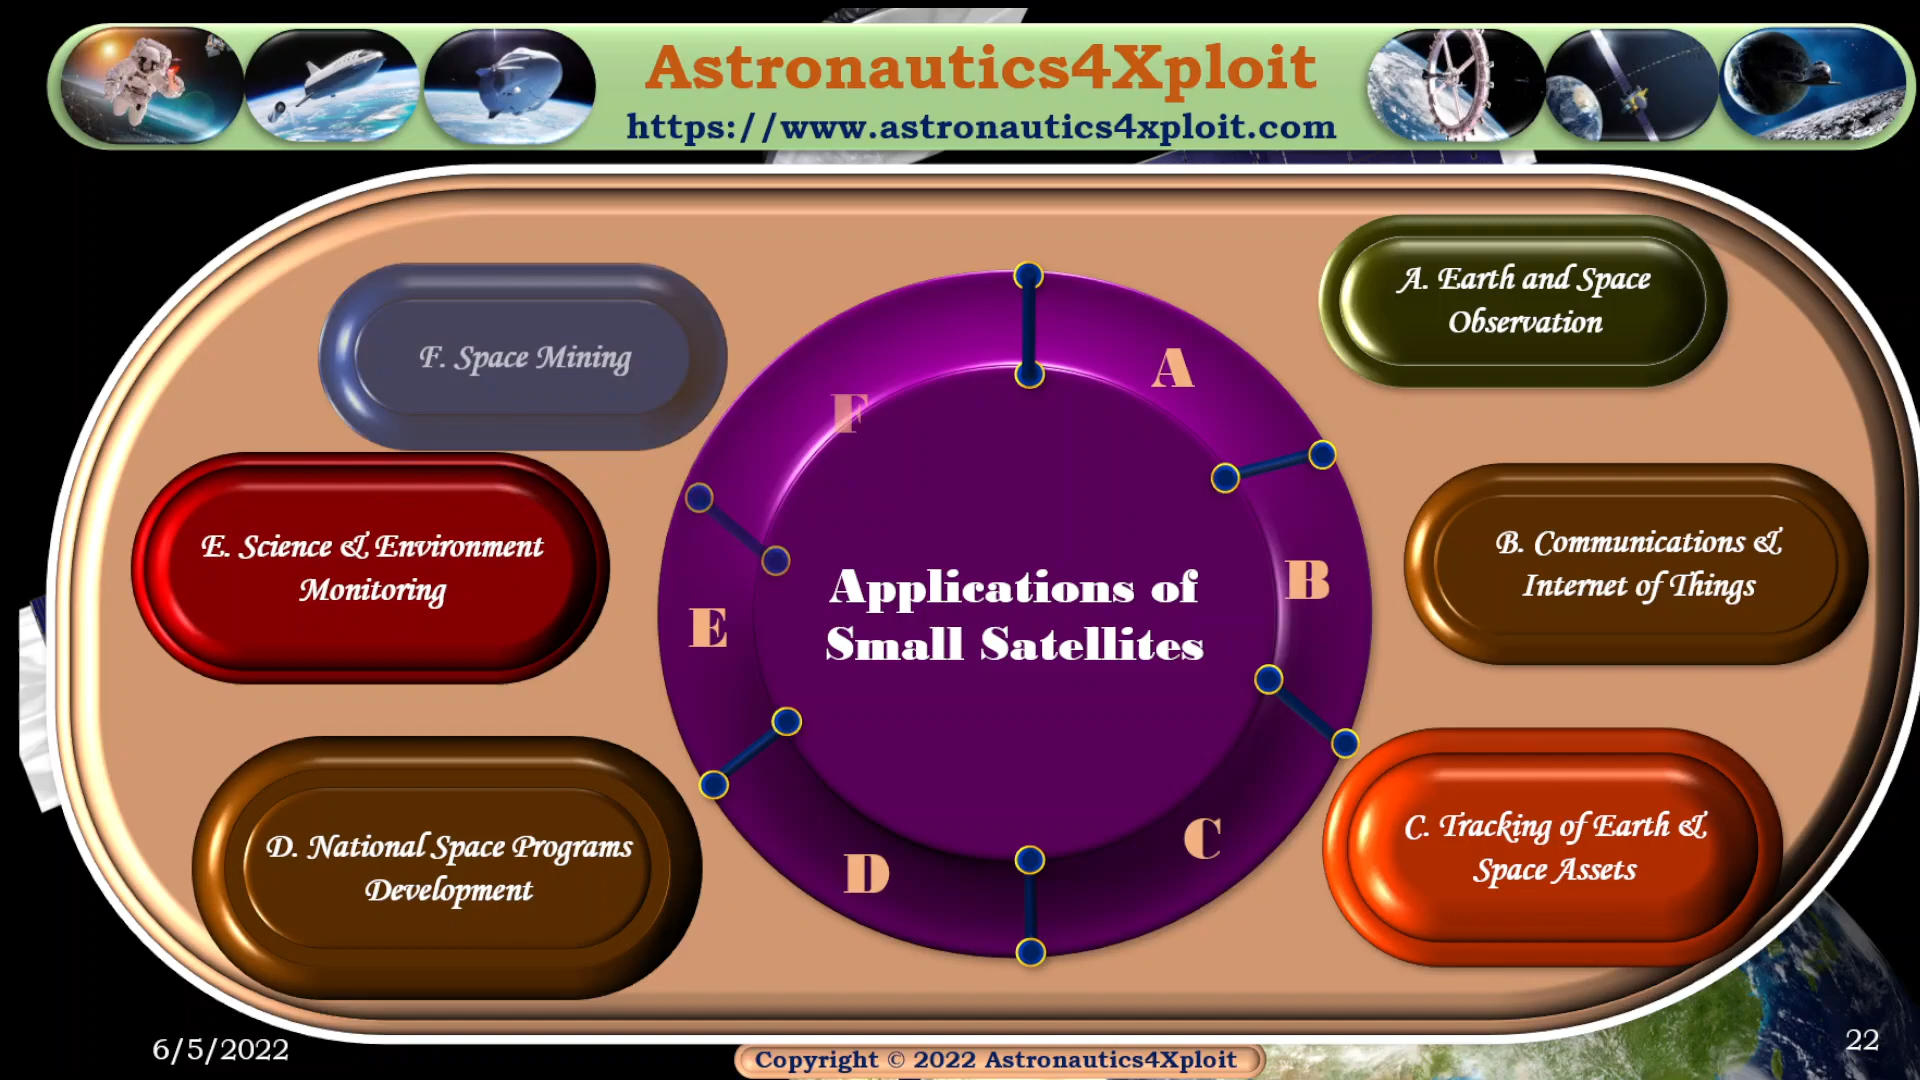 Astronautics4Xploit
https://www.astronautics4xploit.com
A. Earth and Space
Observation
F. Space Mining
A
F
B. Communications &
Internet of Things
E. Science & Environment
Monitoring
B
Applications of
Small Satellites
E
C. Tracking of Earth &
Space Assets
C
D. National Space Programs
Development
D
6/5/2022
22
Copyright © 2022 Astronautics4Xploit